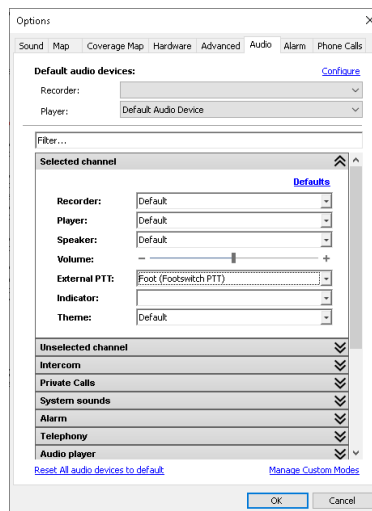 Options
Sound Map Coverage Map Hardware Advanced Audio Alarm Phone Calls
Default audio devices: Configure
Recorder:
Player: Default Audio Device
Filter...
Selected channel
Defaults
Recorder: Default
Player: Default
Speaker: Default
Volume: - +
External PTT: Foot (Footswitch PTT)
Indicator:
Theme: Default
Unselected channel
Intercom
Private Calls
System sounds
Alarm
Telephony
Audio player
Reset All audio devices to default Manage Custom Modes
OK Cancel